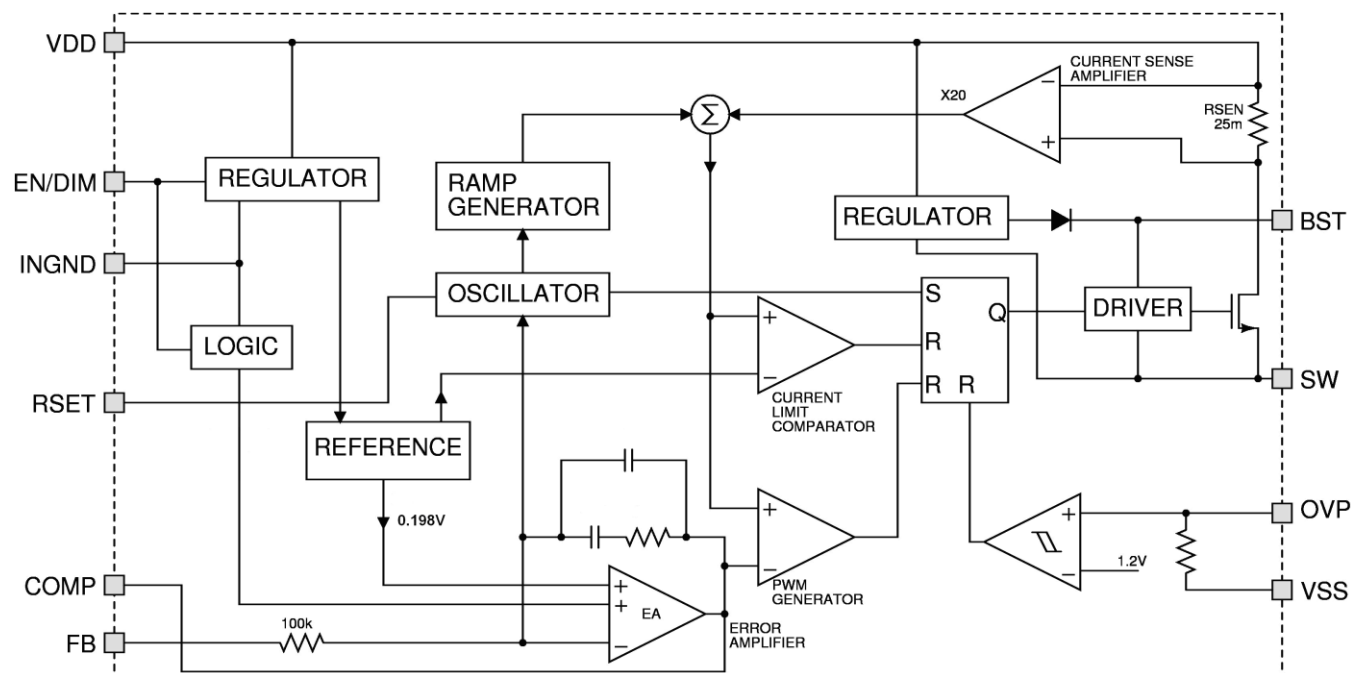 VDD
EN/DIM
INGND
RSET
COMP
FB
REGULATOR
LOGIC
REFERENCE
0.198V
100k
RAMP
GENERATOR
OSCILLATOR
Σ
X20
CURRENT SENSE
AMPLIFIER
−
+
RSEN
25m
REGULATOR
+
−
CURRENT
LIMIT
COMPARATOR
S
Q
R
R R
DRIVER
+
−
PWM
GENERATOR
+
+
−
EA
ERROR
AMPLIFIER
+
−
1.2V
BST
SW
OVP
VSS